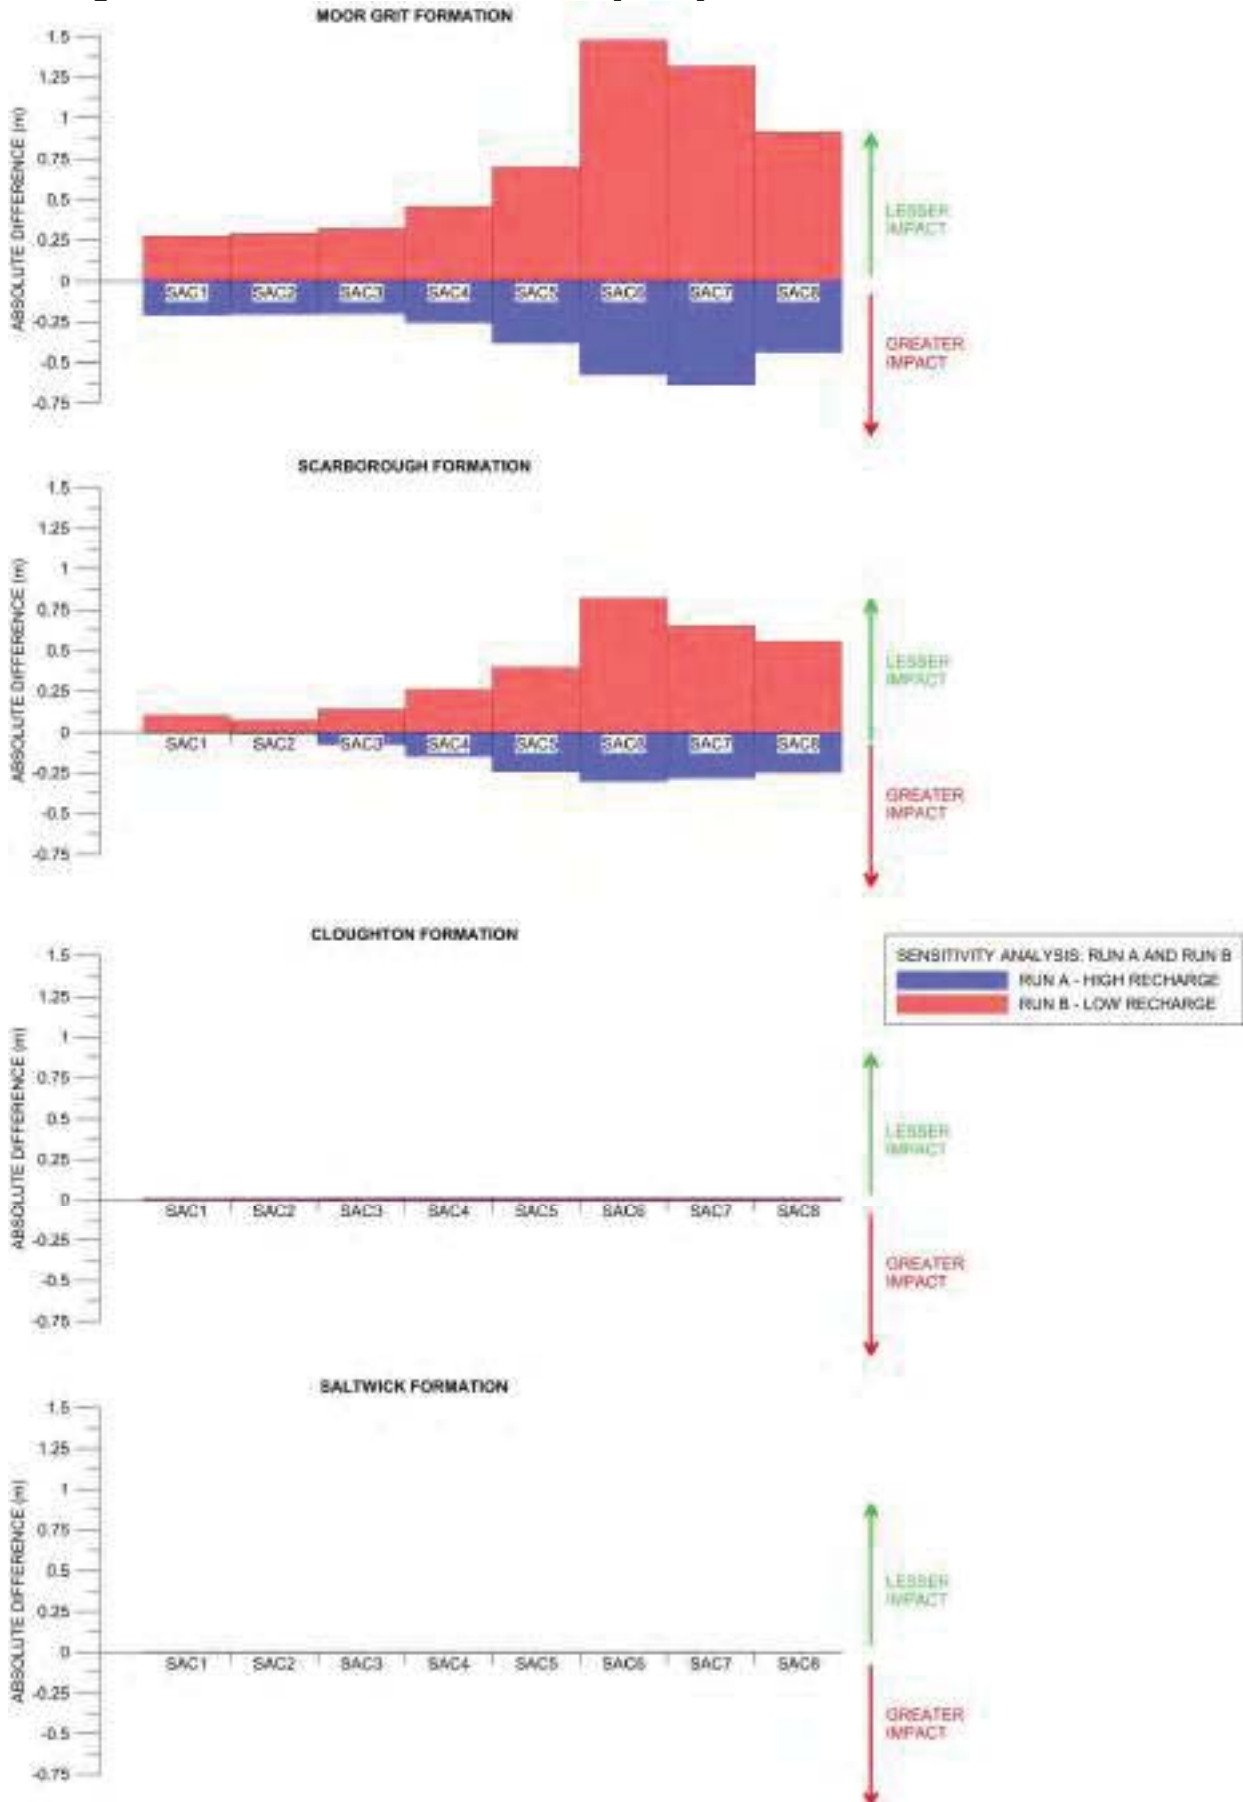 MOOR GRIT FORMATION
ABSOLUTE DIFFERENCE (m)
1.5
1.25
1
0.75
0.5
0.25
0
-0.25
-0.5
-0.75
SAC1 SAC2 SAC3 SAC4 SAC5 SAC6 SAC7 SAC8
LESSER
IMPACT
GREATER
IMPACT
SCARBOROUGH FORMATION
ABSOLUTE DIFFERENCE (m)
1.5
1.25
1
0.75
0.5
0.25
0
-0.25
-0.5
-0.75
SAC1 SAC2 SAC3 SAC4 SAC5 SAC6 SAC7 SAC8
LESSER
IMPACT
GREATER
IMPACT
CLOUGHTON FORMATION
ABSOLUTE DIFFERENCE (m)
1.5
1.25
1
0.75
0.5
0.25
0
-0.25
-0.5
-0.75
SAC1 SAC2 SAC3 SAC4 SAC5 SAC6 SAC7 SAC8
SENSITIVITY ANALYSIS: RUN A AND RUN B
RUN A - HIGH RECHARGE
RUN B - LOW RECHARGE
LESSER
IMPACT
GREATER
IMPACT
SALTWICK FORMATION
ABSOLUTE DIFFERENCE (m)
1.5
1.25
1
0.75
0.5
0.25
0
-0.25
-0.5
-0.75
SAC1 SAC2 SAC3 SAC4 SAC5 SAC6 SAC7 SAC8
LESSER
IMPACT
GREATER
IMPACT